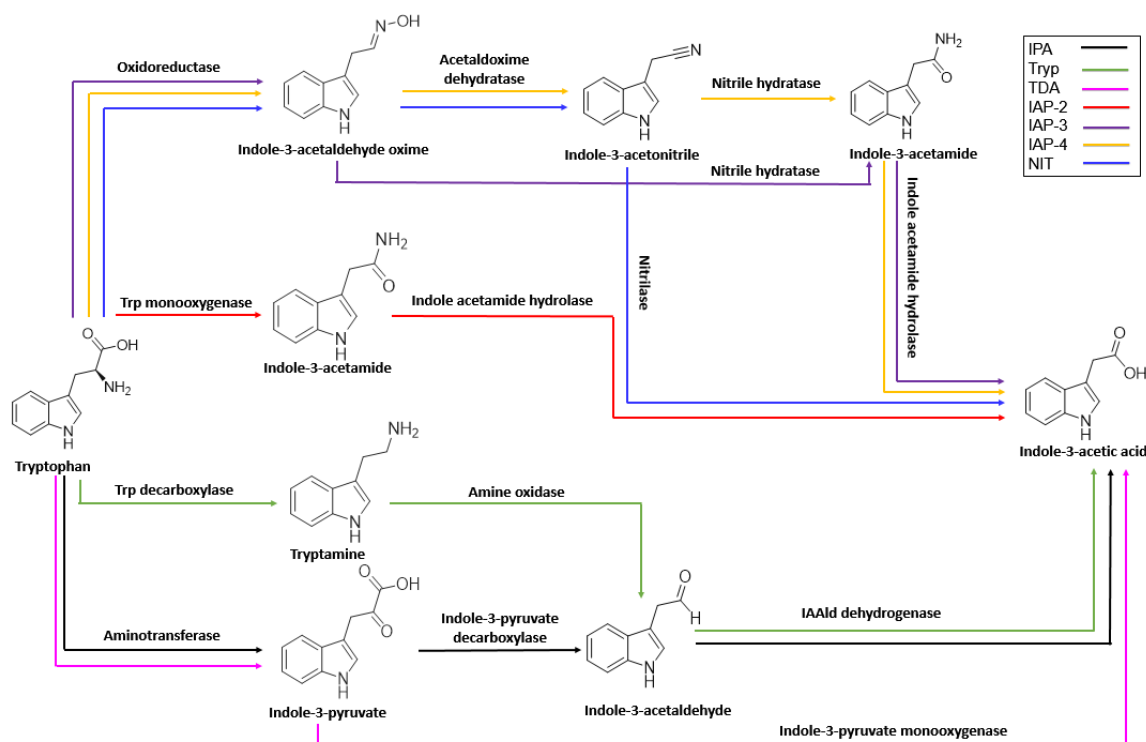 OH
N
N
H
Indole-3-acetaldehyde oxime
Oxidoreductase
Acetaldoxime
dehydratase
N
N
H
Indole-3-acetonitrile
Nitrile hydratase
NH2
O
N
H
Indole-3-acetamide
Nitrile hydratase
IPA
Tryp
TDA
IAP-2
IAP-3
IAP-4
NIT
Indole acetamide hydrolase
Nitrilase
NH2
O
N
H
Indole-3-acetamide
Trp monooxygenase
Indole acetamide hydrolase
O
OH
NH2
N
H
Tryptophan
O
OH
N
H
Indole-3-acetic acid
Trp decarboxylase
NH2
N
H
Tryptamine
Amine oxidase
Aminotransferase
O
OH
O
N
H
Indole-3-pyruvate
Indole-3-pyruvate
decarboxylase
O
H
N
H
Indole-3-acetaldehyde
IAAld dehydrogenase
Indole-3-pyruvate monooxygenase